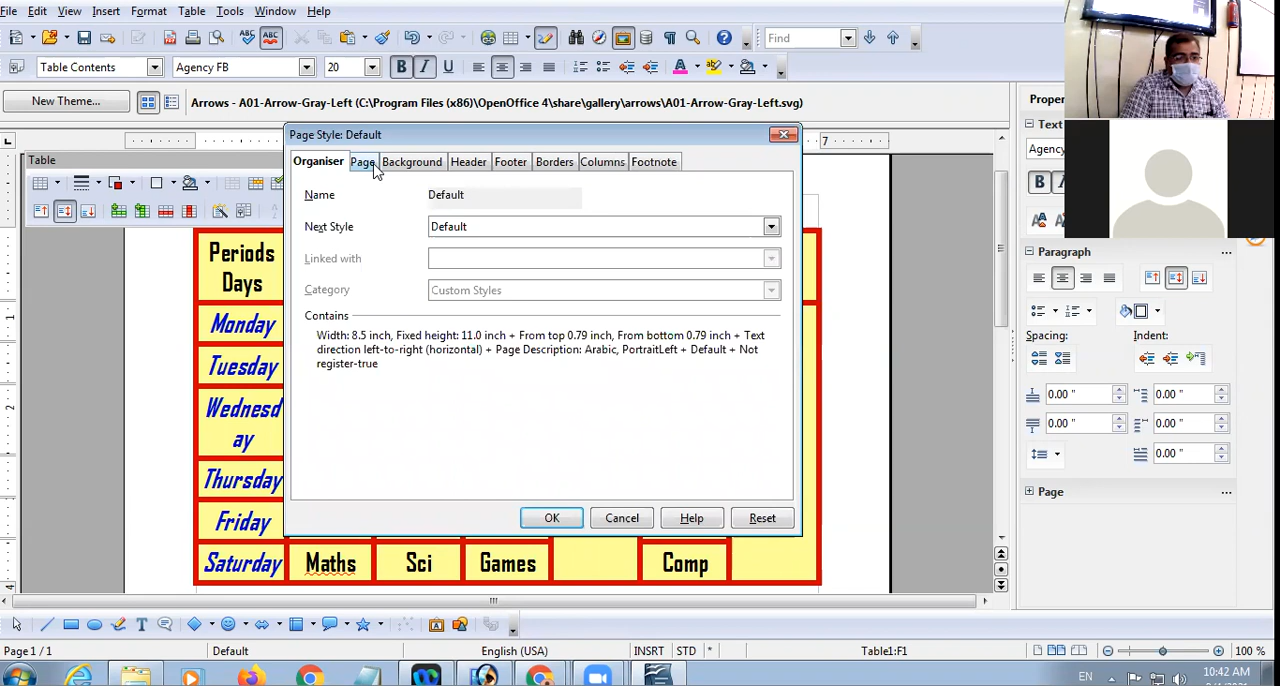 File Edit View Insert Format Table Tools Window Help
Find
Table Contents Agency FB 20
New Theme... Arrows - A01-Arrow-Gray-Left (C:\Program Files (x86)\OpenOffice 4\share\gallery\arrows\A01-Arrow-Gray-Left.svg)
Table
Periods
Days
Monday
Tuesday
Wednesd
ay
Thursday
Friday
Saturday Maths Sci Games Comp
Page Style: Default
Organiser Page Background Header Footer Borders Columns Footnote
Name Default
Next Style Default
Linked with
Category Custom Styles
Contains
Width: 8.5 inch, Fixed height: 11.0 inch + From top 0.79 inch, From bottom 0.79 inch + Text
direction left-to-right (horizontal) + Page Description: Arabic, PortraitLeft + Default + Not
register-true
OK Cancel Help Reset
Proper
Text
Agency
Paragraph
Spacing: Indent:
0.00 " 0.00 "
0.00 " 0.00 "
0.00 "
Page
Page 1 / 1 Default English (USA) INSRT STD * Table1:F1 100 %
EN 10:42 AM